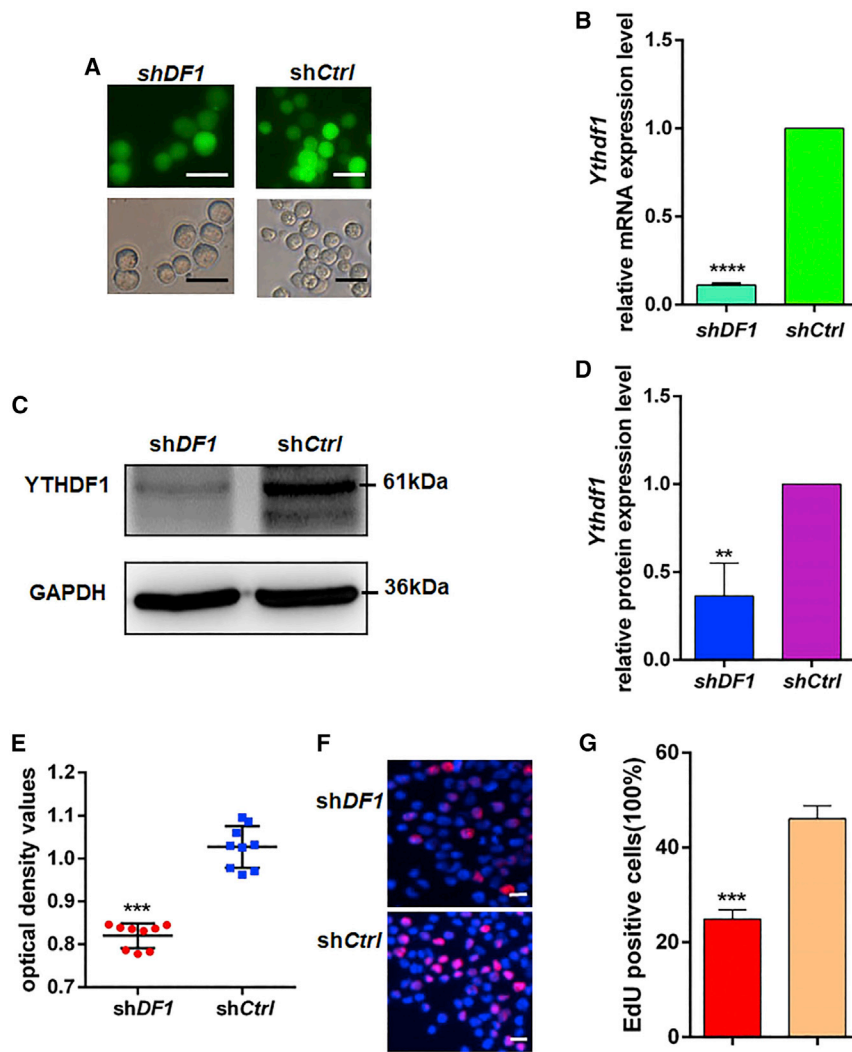 A
shDF1
shCtrl
B
Ythdf1
relative mRNA expression level
1.5
1.0
0.5
0.0
****
shDF1
shCtrl
C
shDF1
shCtrl
YTHDF1
61kDa
GAPDH
36kDa
D
Ythdf1
relative protein expression level
1.5
1.0
0.5
0.0
**
shDF1
shCtrl
E
optical density values
1.2
1.1
1.0
0.9
0.8
0.7
***
shDF1
shCtrl
F
shDF1
shCtrl
G
EdU positive cells(100%)
60
40
20
0
***